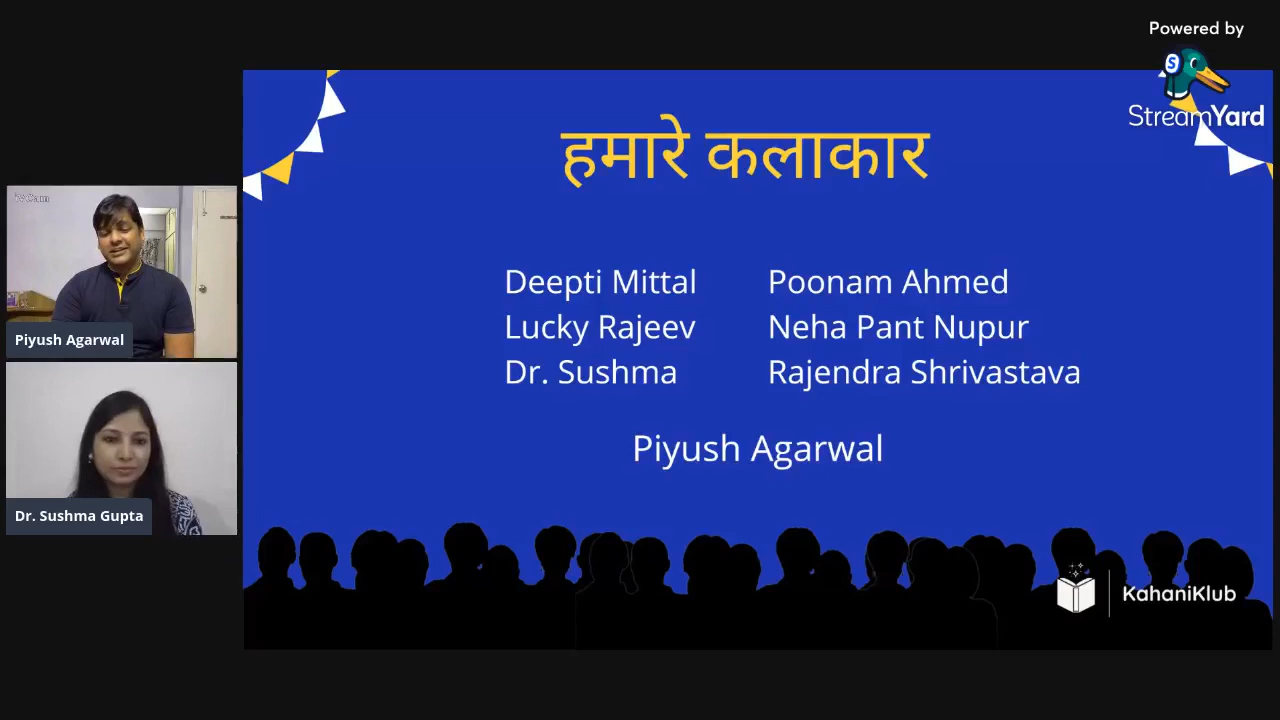 Powered by
StreamYard
हमारे कलाकार
iVCam
Piyush Agarwal
Dr. Sushma Gupta
Deepti Mittal
Poonam Ahmed
Lucky Rajeev
Neha Pant Nupur
Dr. Sushma
Rajendra Shrivastava
Piyush Agarwal
KahaniKlub